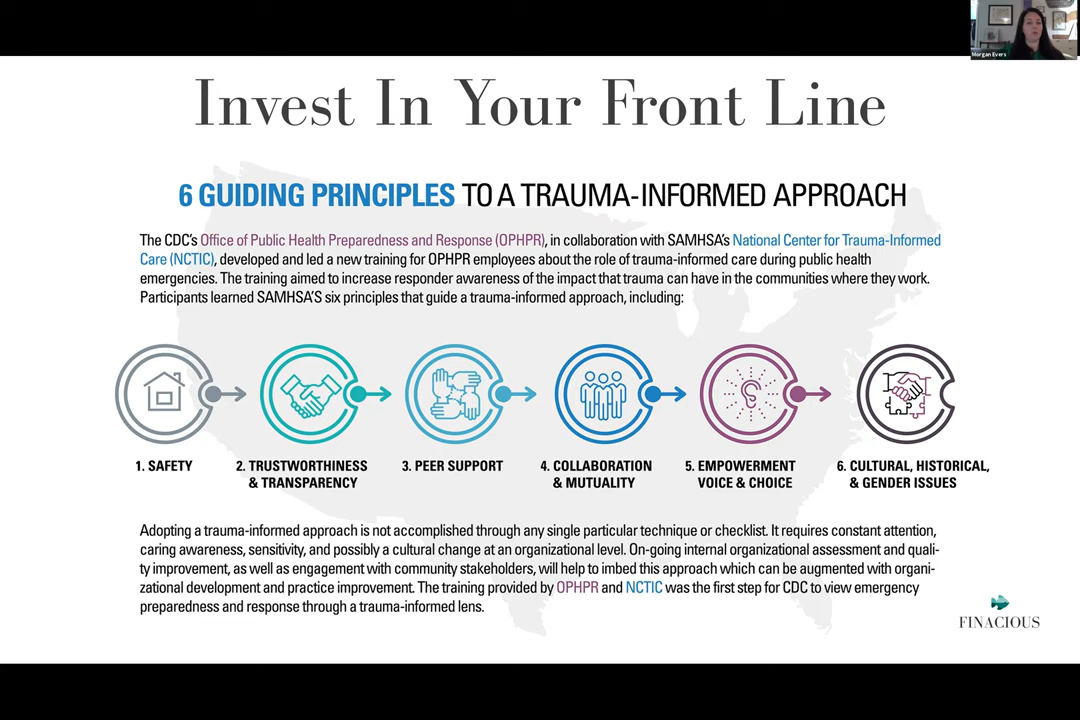 Morgan Evers
Invest In Your Front Line
6 GUIDING PRINCIPLES TO A TRAUMA-INFORMED APPROACH
The CDC's Office of Public Health Preparedness and Response (OPHPR), in collaboration with SAMHSA's National Center for Trauma-Informed
Care (NCTIC), developed and led a new training for OPHPR employees about the role of trauma-informed care during public health
emergencies. The training aimed to increase responder awareness of the impact that trauma can have in the communities where they work.
Participants learned SAMHSA'S six principles that guide a trauma-informed approach, including:
1. SAFETY
2. TRUSTWORTHINESS
& TRANSPARENCY
3. PEER SUPPORT
4. COLLABORATION
& MUTUALITY
5. EMPOWERMENT
VOICE & CHOICE
6. CULTURAL, HISTORICAL,
& GENDER ISSUES
Adopting a trauma-informed approach is not accomplished through any single particular technique or checklist. It requires constant attention,
caring awareness, sensitivity, and possibly a cultural change at an organizational level. On-going internal organizational assessment and quali-
ty improvement, as well as engagement with community stakeholders, will help to imbed this approach which can be augmented with organi-
zational development and practice improvement. The training provided by OPHPR and NCTIC was the first step for CDC to view emergency
preparedness and response through a trauma-informed lens.
FINACIOUS